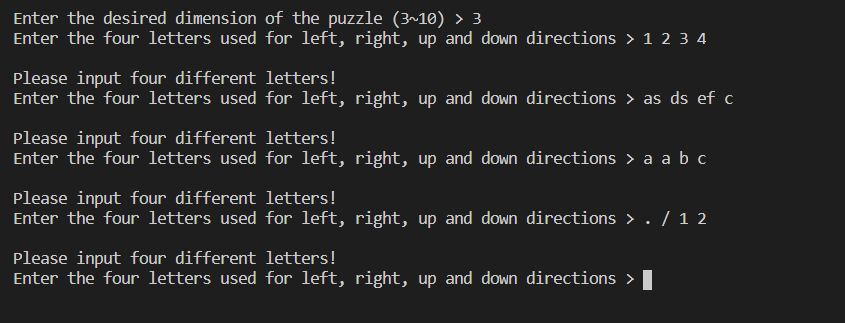 Enter the desired dimension of the puzzle (3~10) > 3
Enter the four letters used for left, right, up and down directions > 1 2 3 4
Please input four different letters!
Enter the four letters used for left, right, up and down directions > as ds ef c
Please input four different letters!
Enter the four letters used for left, right, up and down directions > a a b c
Please input four different letters!
Enter the four letters used for left, right, up and down directions > . / 1 2
Please input four different letters!
Enter the four letters used for left, right, up and down directions >